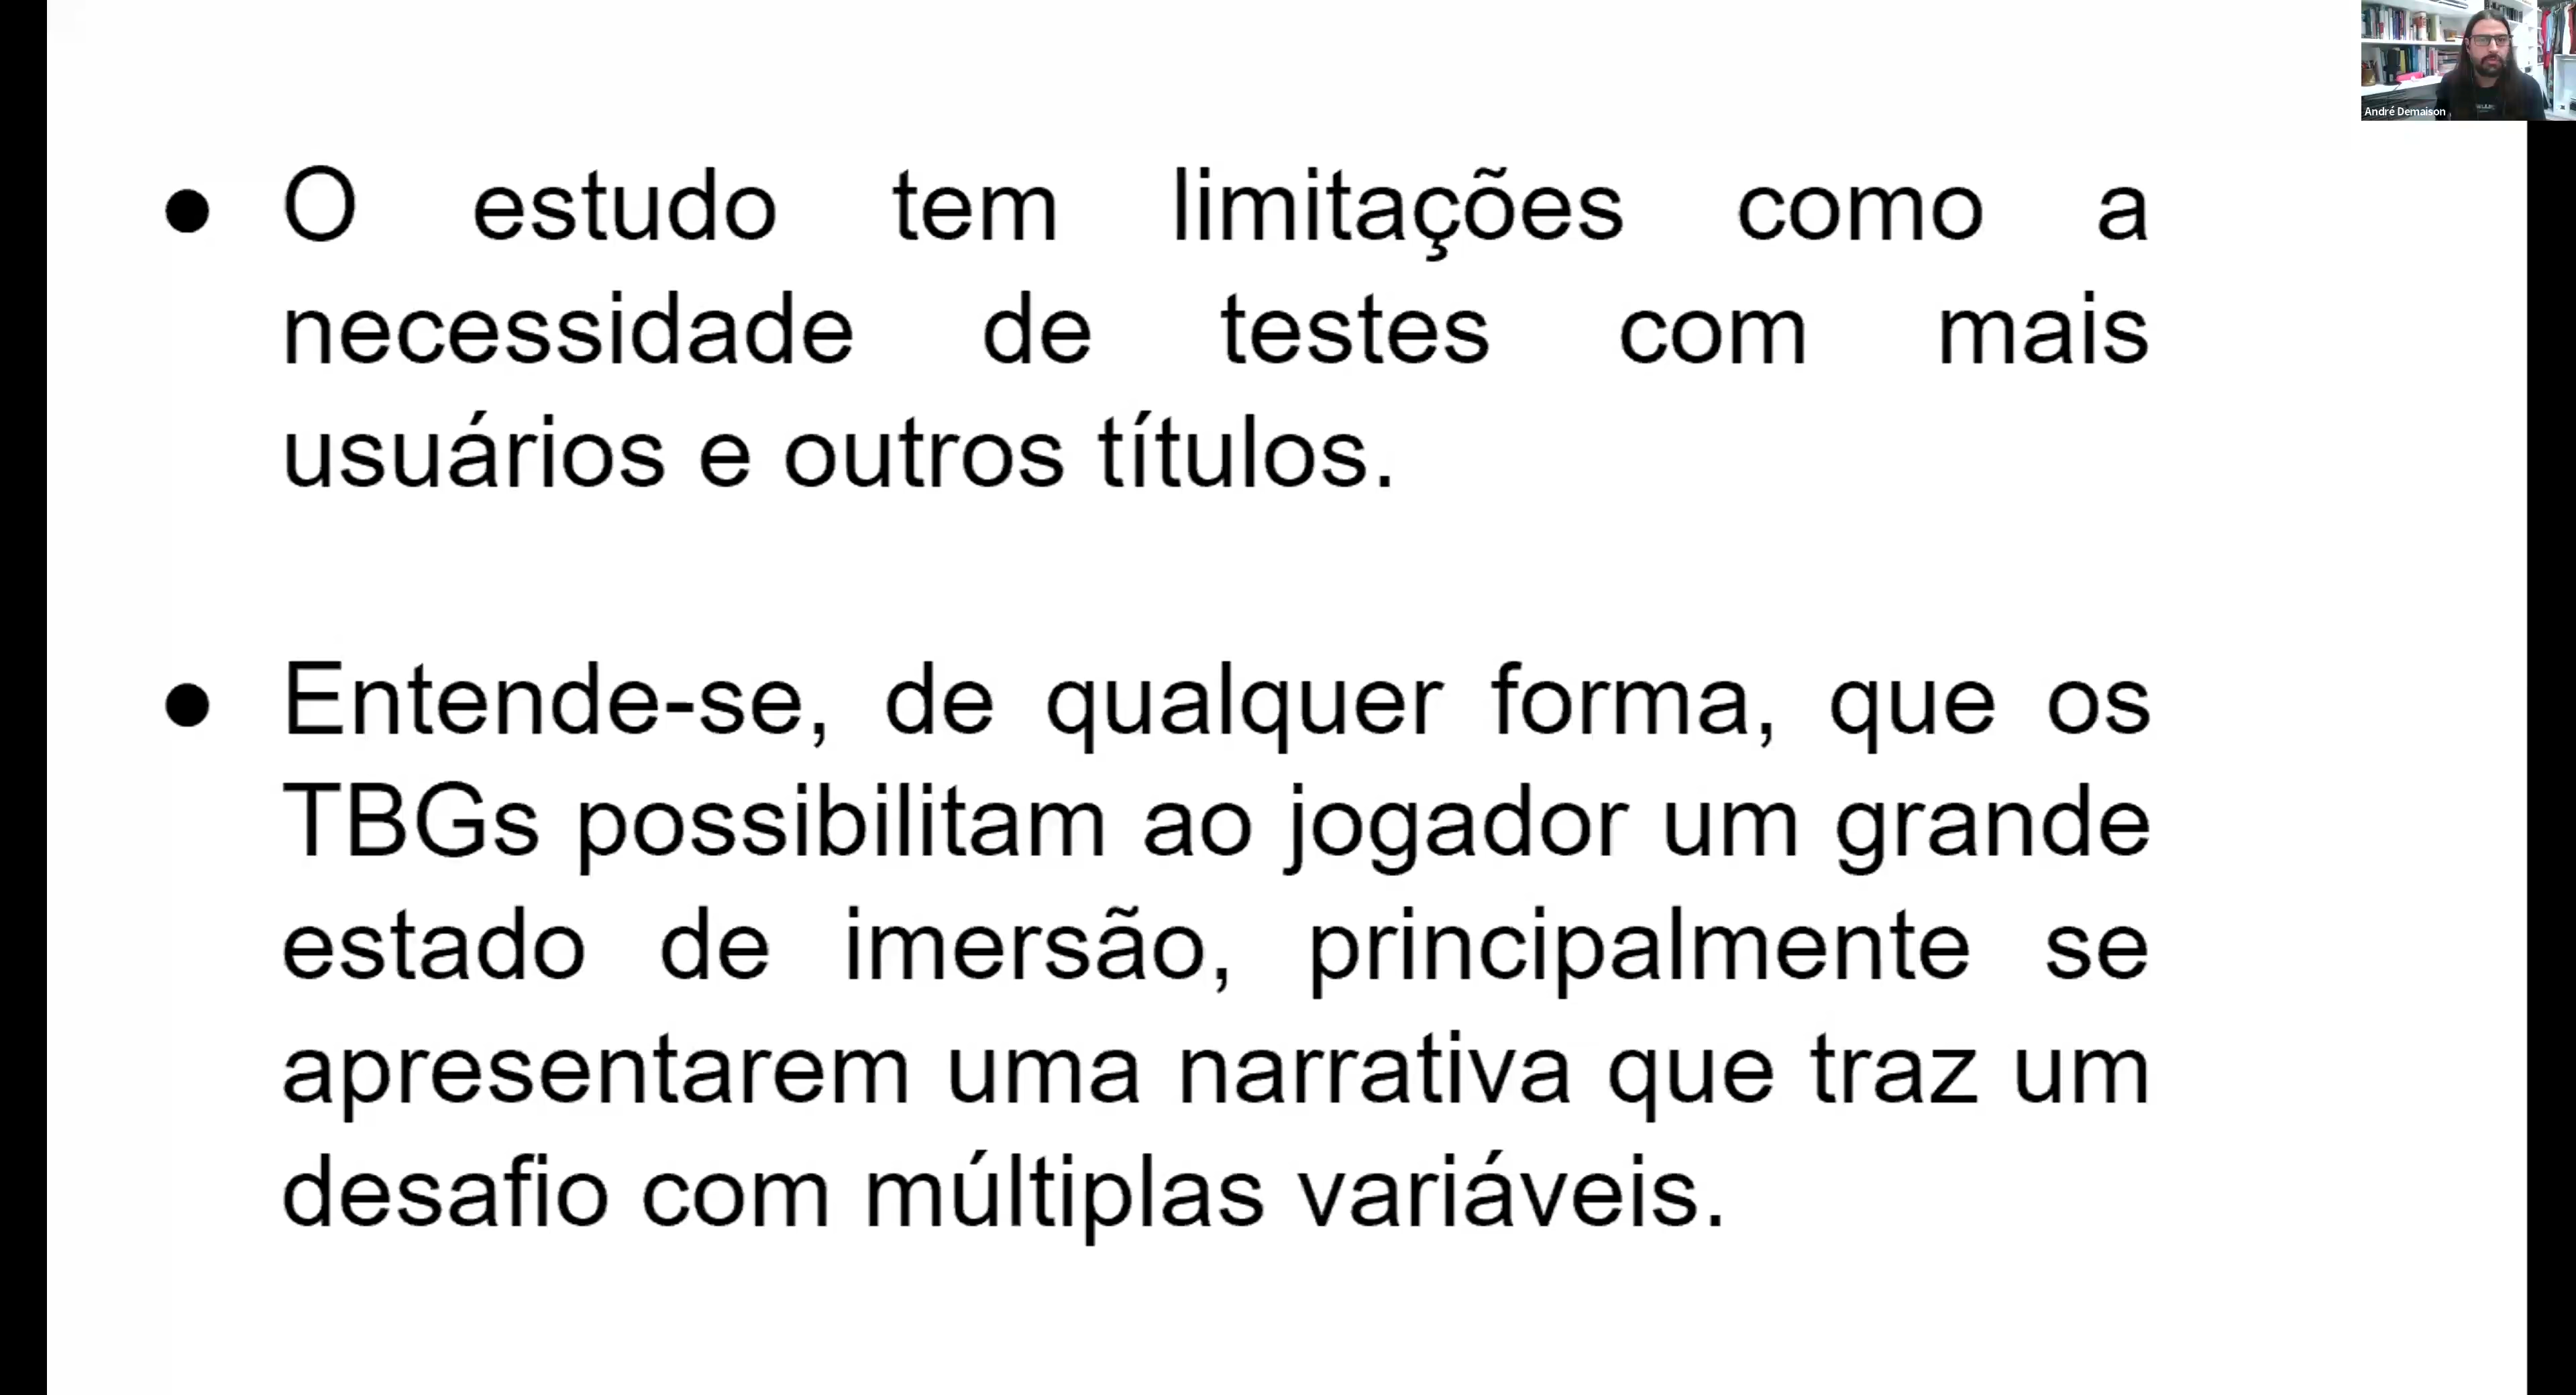 André Demaison
● O estudo tem limitações como a
necessidade de testes com mais
usuários e outros títulos.
● Entende-se, de qualquer forma, que os
TBGs possibilitam ao jogador um grande
estado de imersão, principalmente se
apresentarem uma narrativa que traz um
desafio com múltiplas variáveis.